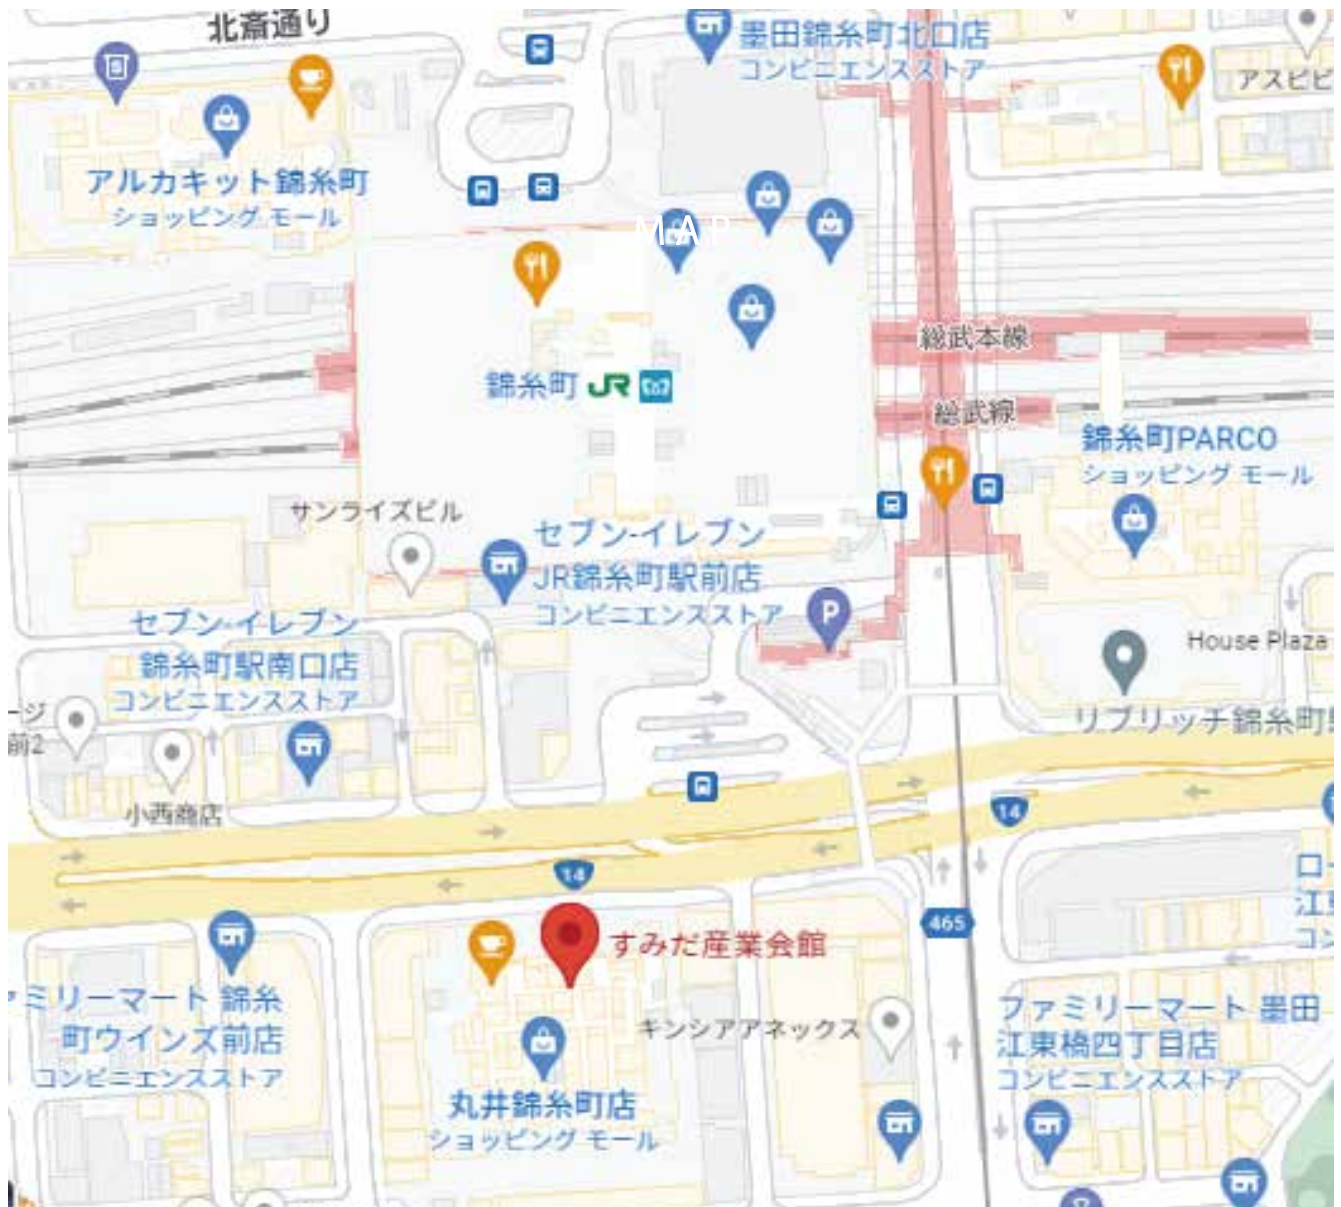 北斎通り
墨田錦糸町北口店
コンビニエンスストア
アルカキット錦糸町
ショッピング モール
MAP
総武本線
錦糸町 JR
総武線
錦糸町PARCO
ショッピング モール
サンライズビル
セブン-イレブン
JR錦糸町駅前店
コンビニエンスストア
P
セブン-イレブン
錦糸町駅南口店
コンビニエンスストア
House Plaza
リブリッチ錦糸町
ージ
前2
小西商店
14
14
465
すみだ産業会館
ミリーマート 錦糸
町ウインズ前店
コンビニエンスストア
キンシアアネックス
ファミリーマート 墨田
江東橋四丁目店
コンビニエンスストア
丸井錦糸町店
ショッピング モール